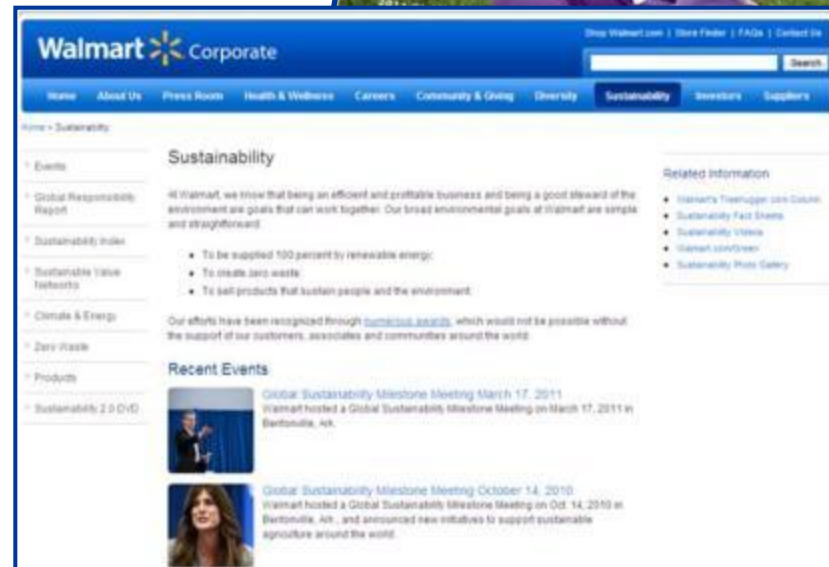 Shop Walmart.com | Store Finder | FAQs | Contact Us
Walmart Corporate
Search
Home About Us Press Room Health & Wellness Careers Community & Giving Diversity Sustainability Investors Suppliers
Home > Sustainability
Events
Global Responsibility Report
Sustainability Index
Sustainable Value Networks
Climate & Energy
Zero Waste
Products
Sustainability 2.0 DVD
Sustainability
At Walmart, we know that being an efficient and profitable business and being a good steward of the
environment are goals that can work together. Our broad environmental goals at Walmart are simple
and straightforward:
To be supplied 100 percent by renewable energy;
To create zero waste;
To sell products that sustain people and the environment.
Our efforts have been recognized through numerous awards, which would not be possible without
the support of our customers, associates and communities around the world.
Recent Events
Global Sustainability Milestone Meeting March 17, 2011
Walmart hosted a Global Sustainability Milestone Meeting on March 17, 2011 in
Bentonville, Ark.
Global Sustainability Milestone Meeting October 14, 2010
Walmart hosted a Global Sustainability Milestone Meeting on Oct. 14, 2010 in
Bentonville, Ark., and announced new initiatives to support sustainable
agriculture around the world.
Related Information
Walmart's Treehugger.com Column
Sustainability Fact Sheets
Sustainability Videos
Walmart.com/Green
Sustainability Photo Gallery